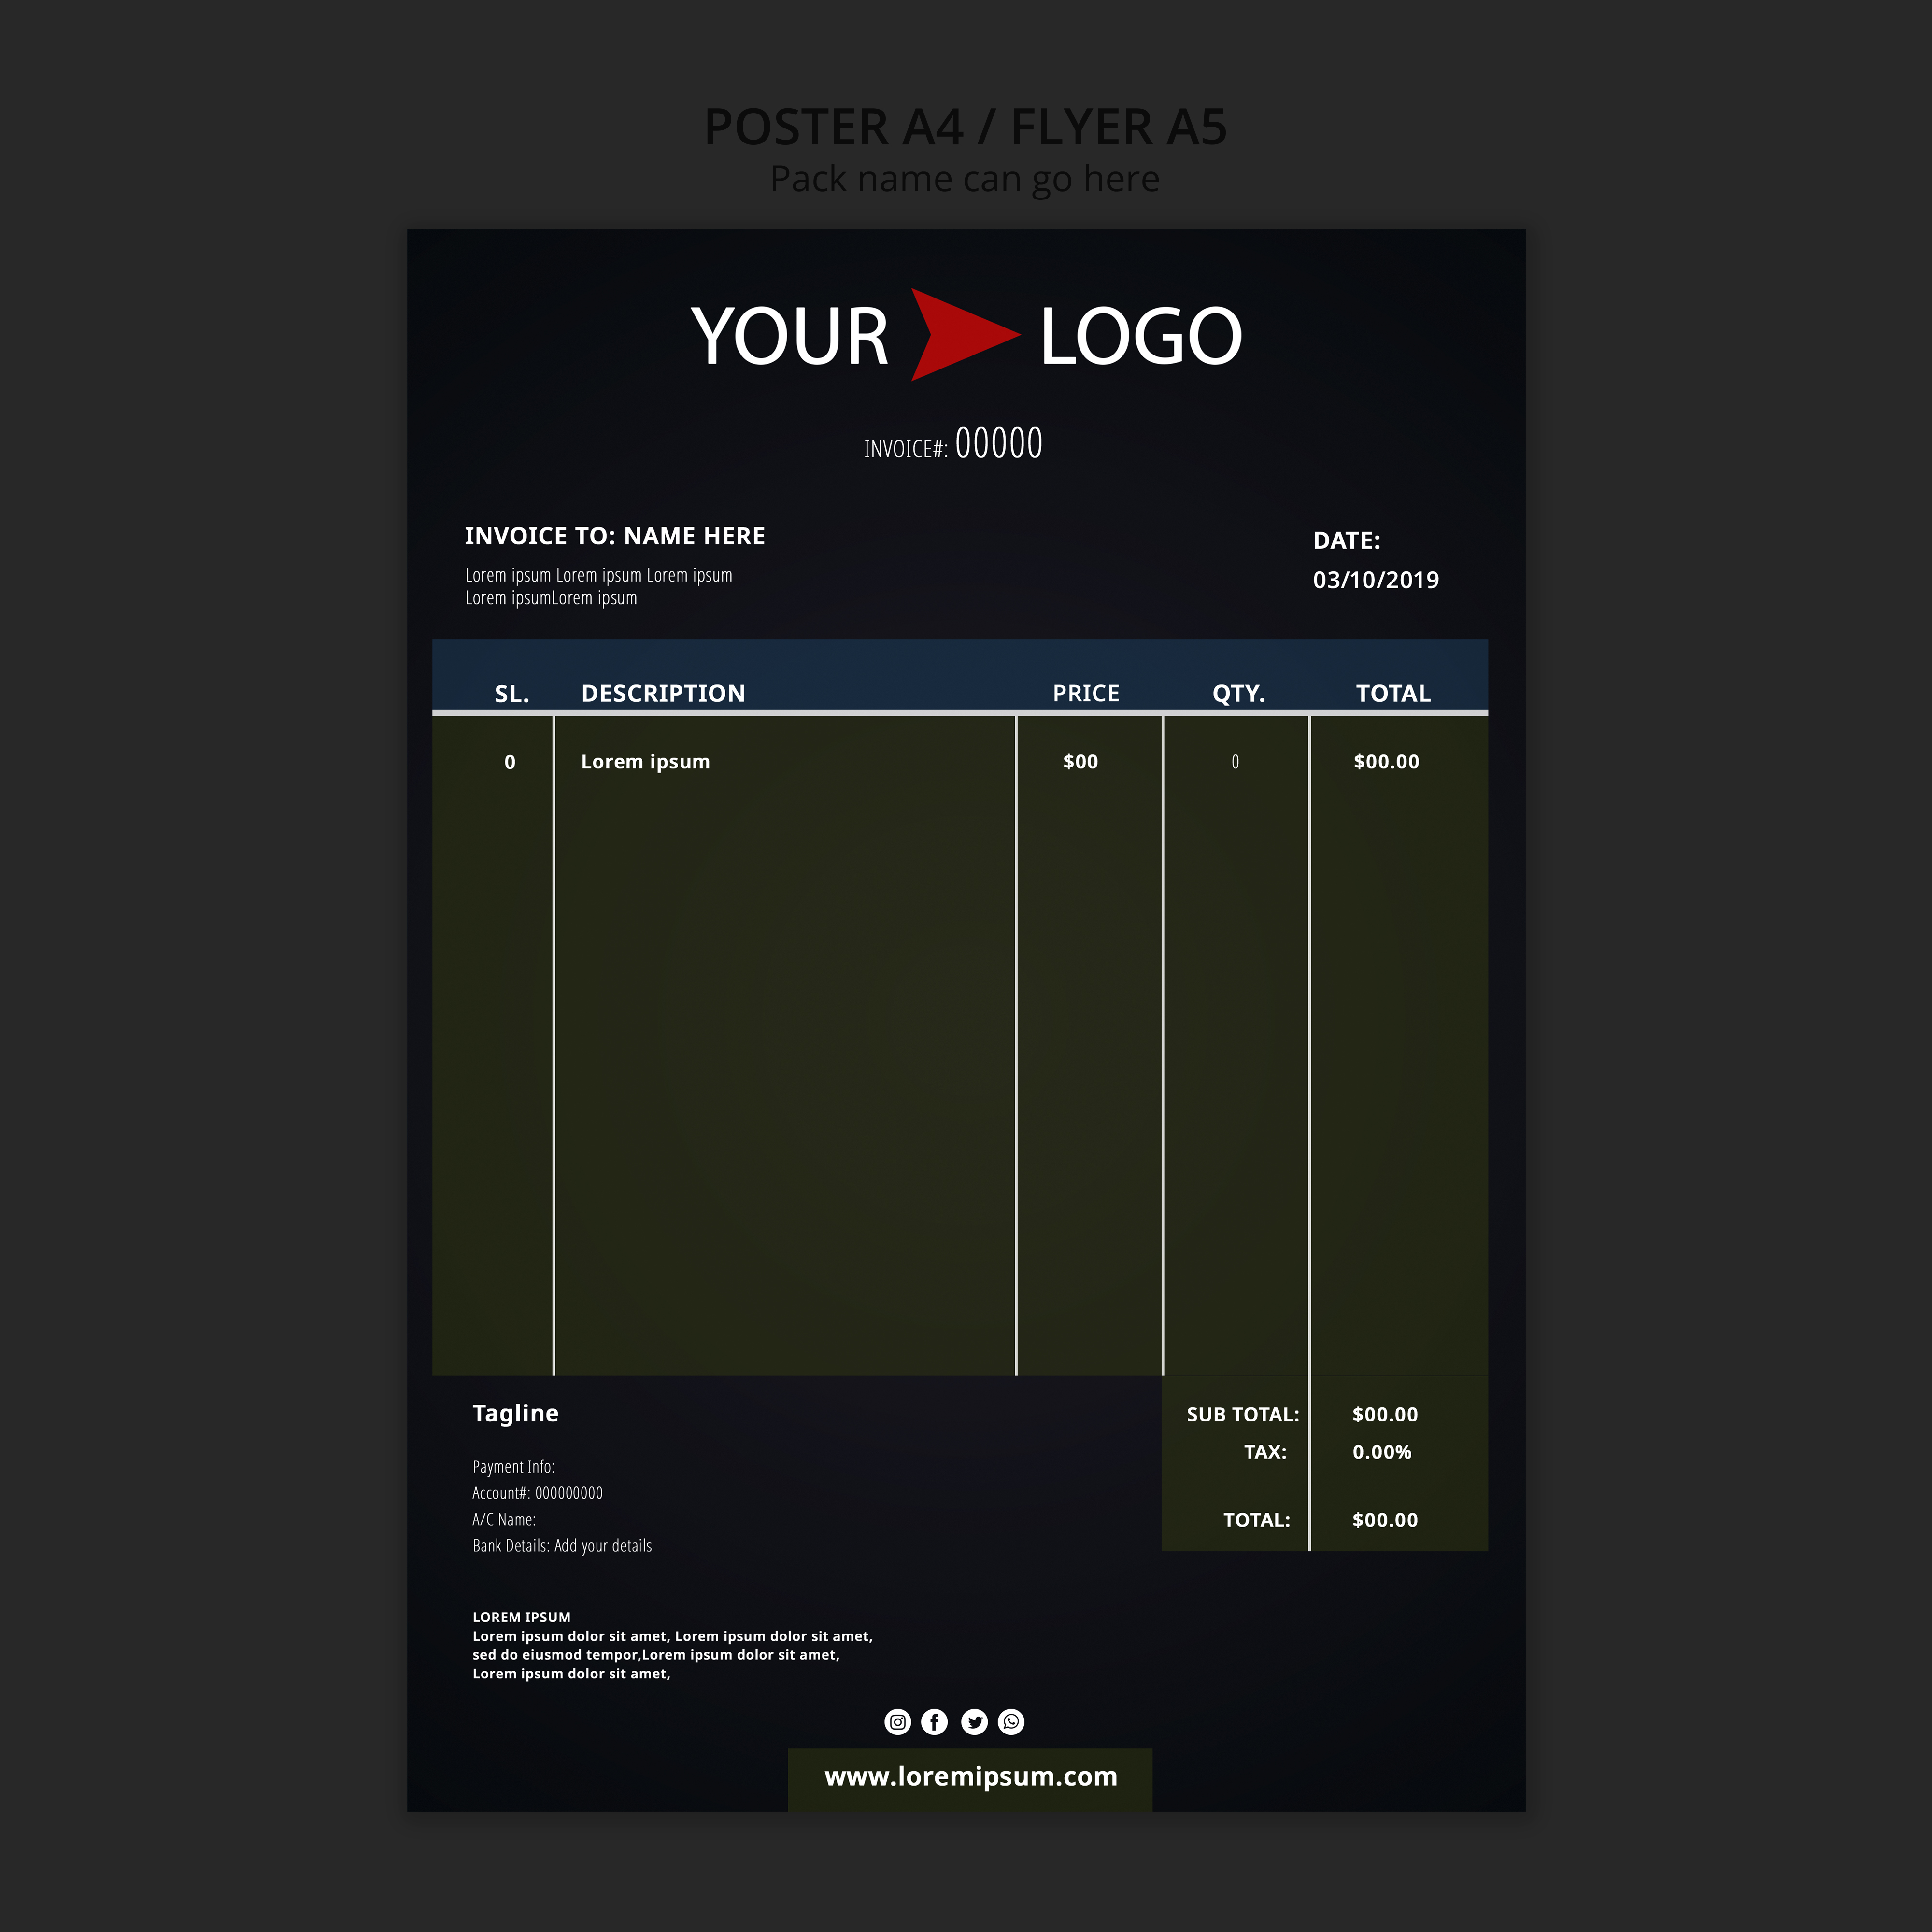 POSTER A4 / FLYER A5
Pack name can go here
YOUR LOGO
INVOICE#: 00000
INVOICE TO: NAME HERE
Lorem ipsum Lorem ipsum Lorem ipsum
Lorem ipsumLorem ipsum
DATE:
03/10/2019
SL. DESCRIPTION PRICE QTY. TOTAL
0 Lorem ipsum $00 0 $00.00
Tagline
Payment Info:
Account#: 000000000
A/C Name:
Bank Details: Add your details
SUB TOTAL: $00.00
TAX: 0.00%
TOTAL: $00.00
LOREM IPSUM
Lorem ipsum dolor sit amet, Lorem ipsum dolor sit amet,
sed do eiusmod tempor,Lorem ipsum dolor sit amet,
Lorem ipsum dolor sit amet,
www.loremipsum.com